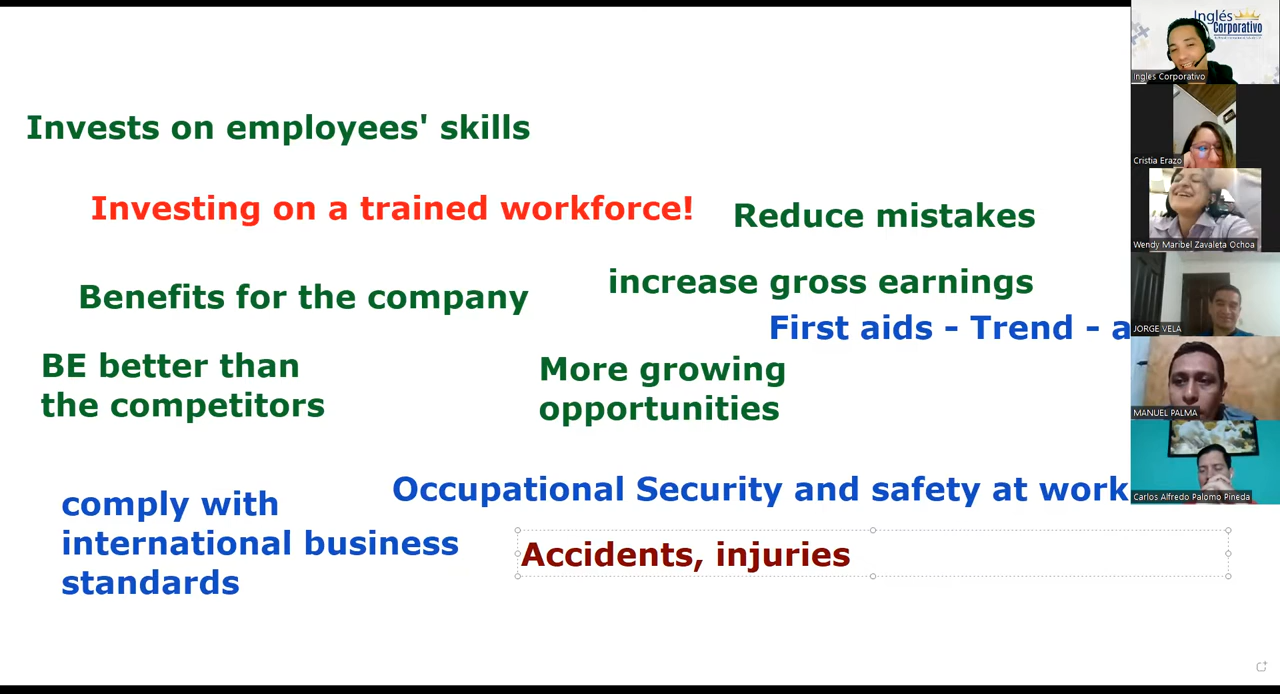 Invests on employees' skills
Investing on a trained workforce!
Reduce mistakes
Benefits for the company
increase gross earnings
First aids - Trend - a
BE better than
the competitors
More growing
opportunities
Occupational Security and safety at work
comply with
international business
standards
Accidents, injuries
Inglés
Corporativo
Ingles Corporativo
Cristia Erazo
Wendy Maribel Zavaleta Ochoa
JORGE VELA
MANUEL PALMA
Carlos Alfredo Palomo Pineda